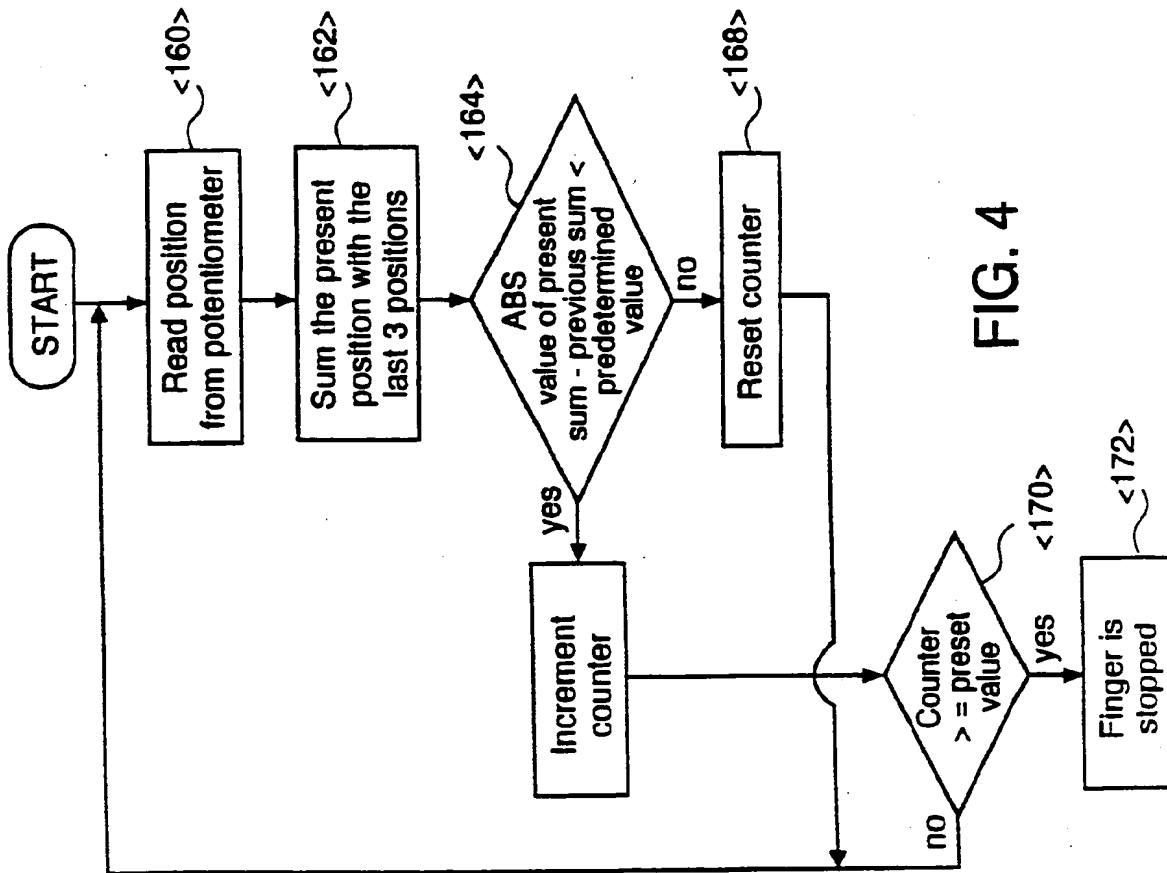 START
Read position
from potentiometer
<160>
Sum the present
position with the
last 3 positions
<162>
ABS
value of present
sum - previous sum <
predetermined
value
<164>
yes
no
Increment
counter
Reset counter
<168>
Counter
> = preset
value
<170>
no
yes
Finger is
stopped
<172>
FIG. 4